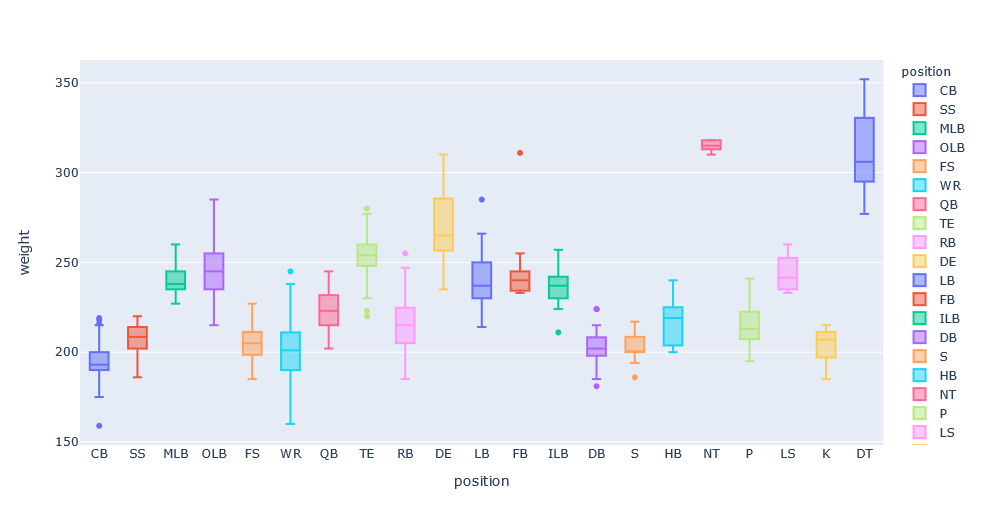 position
CB
SS
MLB
OLB
FS
WR
QB
TE
RB
DE
LB
FB
ILB
DB
S
HB
NT
P
LS
350
300
250
200
150
weight
CB SS MLB OLB FS WR QB TE RB DE LB FB ILB DB S HB NT P LS K DT
position